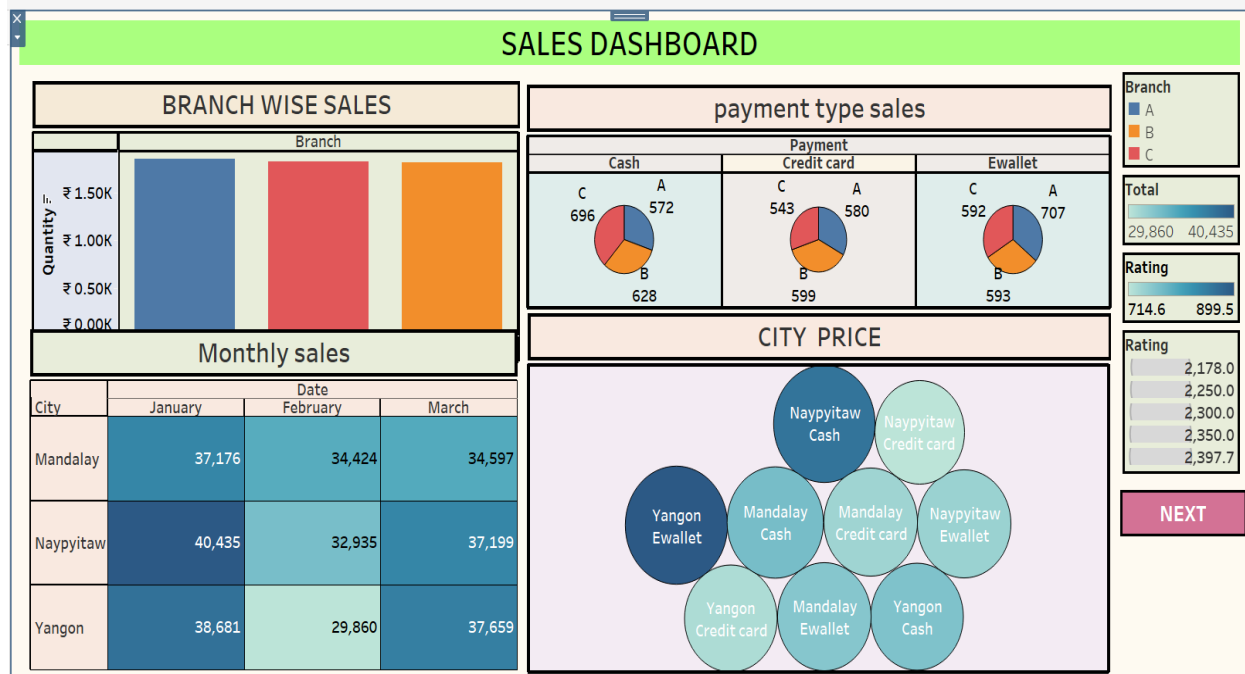 SALES DASHBOARD
BRANCH WISE SALES
Branch
Quantity
₹ 1.50K
₹ 1.00K
₹ 0.50K
₹ 0.00K
payment type sales
Payment
Cash Credit card Ewallet
C A
696 572
B
628
C A
543 580
B
599
C A
592 707
B
593
Branch
A
B
C
Total
29,860 40,435
Rating
714.6 899.5
Rating
2,178.0
2,250.0
2,300.0
2,350.0
2,397.7
NEXT
Monthly sales
Date
City January February March
Mandalay 37,176 34,424 34,597
Naypyitaw 40,435 32,935 37,199
Yangon 38,681 29,860 37,659
CITY PRICE
Naypyitaw
Cash
Naypyitaw
Credit card
Yangon
Ewallet
Mandalay
Cash
Mandalay
Credit card
Naypyitaw
Ewallet
Yangon
Credit card
Mandalay
Ewallet
Yangon
Cash